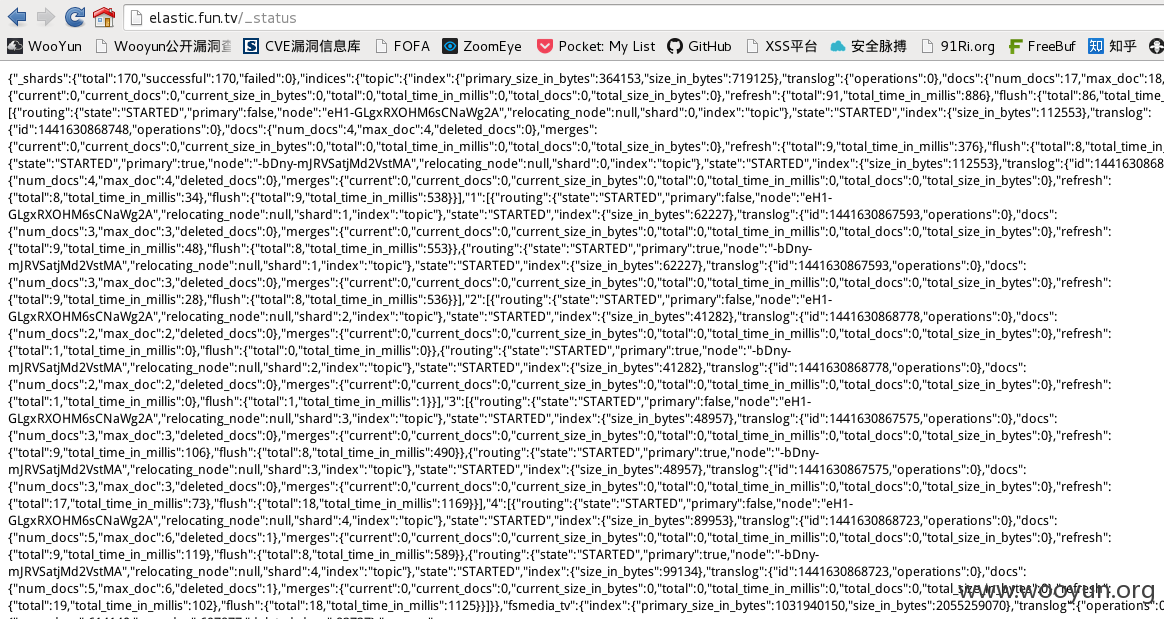 elastic.fun.tv/_status
WooYun Wooyun公开漏洞查 CVE漏洞信息库 FOFA ZoomEye Pocket: My List GitHub XSS平台 安全脉搏 91Ri.org FreeBuf 知 知乎
{"_shards":{"total":170,"successful":170,"failed":0},"indices":{"topic":{"index":{"primary_size_in_bytes":364153,"size_in_bytes":719125},"translog":{"operations":0},"docs":{"num_docs":17,"max_doc":18,
{"current":0,"current_docs":0,"current_size_in_bytes":0,"total":0,"total_time_in_millis":0,"total_docs":0,"total_size_in_bytes":0},"refresh":{"total":91,"total_time_in_millis":886},"flush":{"total":86,"total_time_
[{"routing":{"state":"STARTED","primary":false,"node":"eH1-GLgxRXOHM6sCNaWg2A","relocating_node":null,"shard":0,"index":"topic"},"state":"STARTED","index":{"size_in_bytes":112553},"translog":
{"id":1441630868748,"operations":0},"docs":{"num_docs":4,"max_doc":4,"deleted_docs":0},"merges":
{"current":0,"current_docs":0,"current_size_in_bytes":0,"total":0,"total_time_in_millis":0,"total_docs":0,"total_size_in_bytes":0},"refresh":{"total":9,"total_time_in_millis":376},"flush":{"total":8,"total_time_in_
{"state":"STARTED","primary":true,"node":"-bDny-mJRVSatjMd2VstMA","relocating_node":null,"shard":0,"index":"topic"},"state":"STARTED","index":{"size_in_bytes":112553},"translog":{"id":1441630868
{"num_docs":4,"max_doc":4,"deleted_docs":0},"merges":{"current":0,"current_docs":0,"current_size_in_bytes":0,"total":0,"total_time_in_millis":0,"total_docs":0,"total_size_in_bytes":0},"refresh":
{"total":8,"total_time_in_millis":34},"flush":{"total":9,"total_time_in_millis":538}}],"1":[{"routing":{"state":"STARTED","primary":false,"node":"eH1-
GLgxRXOHM6sCNaWg2A","relocating_node":null,"shard":1,"index":"topic"},"state":"STARTED","index":{"size_in_bytes":62227},"translog":{"id":1441630867593,"operations":0},"docs":
{"num_docs":3,"max_doc":3,"deleted_docs":0},"merges":{"current":0,"current_docs":0,"current_size_in_bytes":0,"total":0,"total_time_in_millis":0,"total_docs":0,"total_size_in_bytes":0},"refresh":
{"total":9,"total_time_in_millis":48},"flush":{"total":8,"total_time_in_millis":553}},{"routing":{"state":"STARTED","primary":true,"node":"-bDny-
mJRVSatjMd2VstMA","relocating_node":null,"shard":1,"index":"topic"},"state":"STARTED","index":{"size_in_bytes":62227},"translog":{"id":1441630867593,"operations":0},"docs":
{"num_docs":3,"max_doc":3,"deleted_docs":0},"merges":{"current":0,"current_docs":0,"current_size_in_bytes":0,"total":0,"total_time_in_millis":0,"total_docs":0,"total_size_in_bytes":0},"refresh":
{"total":9,"total_time_in_millis":28},"flush":{"total":8,"total_time_in_millis":536}}],"2":[{"routing":{"state":"STARTED","primary":false,"node":"eH1-
GLgxRXOHM6sCNaWg2A","relocating_node":null,"shard":2,"index":"topic"},"state":"STARTED","index":{"size_in_bytes":41282},"translog":{"id":1441630868778,"operations":0},"docs":
{"num_docs":2,"max_doc":2,"deleted_docs":0},"merges":{"current":0,"current_docs":0,"current_size_in_bytes":0,"total":0,"total_time_in_millis":0,"total_docs":0,"total_size_in_bytes":0},"refresh":
{"total":1,"total_time_in_millis":0},"flush":{"total":0,"total_time_in_millis":0}},{"routing":{"state":"STARTED","primary":true,"node":"-bDny-
mJRVSatjMd2VstMA","relocating_node":null,"shard":2,"index":"topic"},"state":"STARTED","index":{"size_in_bytes":41282},"translog":{"id":1441630868778,"operations":0},"docs":
{"num_docs":2,"max_doc":2,"deleted_docs":0},"merges":{"current":0,"current_docs":0,"current_size_in_bytes":0,"total":0,"total_time_in_millis":0,"total_docs":0,"total_size_in_bytes":0},"refresh":
{"total":1,"total_time_in_millis":0},"flush":{"total":1,"total_time_in_millis":1}}],"3":[{"routing":{"state":"STARTED","primary":false,"node":"eH1-
GLgxRXOHM6sCNaWg2A","relocating_node":null,"shard":3,"index":"topic"},"state":"STARTED","index":{"size_in_bytes":48957},"translog":{"id":1441630867575,"operations":0},"docs":
{"num_docs":3,"max_doc":3,"deleted_docs":0},"merges":{"current":0,"current_docs":0,"current_size_in_bytes":0,"total":0,"total_time_in_millis":0,"total_docs":0,"total_size_in_bytes":0},"refresh":
{"total":9,"total_time_in_millis":106},"flush":{"total":8,"total_time_in_millis":490}},{"routing":{"state":"STARTED","primary":true,"node":"-bDny-
mJRVSatjMd2VstMA","relocating_node":null,"shard":3,"index":"topic"},"state":"STARTED","index":{"size_in_bytes":48957},"translog":{"id":1441630867575,"operations":0},"docs":
{"num_docs":3,"max_doc":3,"deleted_docs":0},"merges":{"current":0,"current_docs":0,"current_size_in_bytes":0,"total":0,"total_time_in_millis":0,"total_docs":0,"total_size_in_bytes":0},"refresh":
{"total":17,"total_time_in_millis":73},"flush":{"total":18,"total_time_in_millis":1169}}],"4":[{"routing":{"state":"STARTED","primary":false,"node":"eH1-
GLgxRXOHM6sCNaWg2A","relocating_node":null,"shard":4,"index":"topic"},"state":"STARTED","index":{"size_in_bytes":89953},"translog":{"id":1441630868723,"operations":0},"docs":
{"num_docs":5,"max_doc":6,"deleted_docs":1},"merges":{"current":0,"current_docs":0,"current_size_in_bytes":0,"total":0,"total_time_in_millis":0,"total_docs":0,"total_size_in_bytes":0},"refresh":
{"total":9,"total_time_in_millis":119},"flush":{"total":8,"total_time_in_millis":589}},{"routing":{"state":"STARTED","primary":true,"node":"-bDny-
mJRVSatjMd2VstMA","relocating_node":null,"shard":4,"index":"topic"},"state":"STARTED","index":{"size_in_bytes":99134},"translog":{"id":1441630868723,"operations":0},"docs":
{"num_docs":5,"max_doc":6,"deleted_docs":1},"merges":{"current":0,"current_docs":0,"current_size_in_bytes":0,"total":0,"total_time_in_millis":0,"total_docs":0,"total_size_in_bytes":0},"refresh":
www.wooyun.org
{"total":19,"total_time_in_millis":102},"flush":{"total":18,"total_time_in_millis":1125}}]}},"fsmedia_tv":{"index":{"primary_size_in_bytes":1031940150,"size_in_bytes":2055259070},"translog":{"operations":0